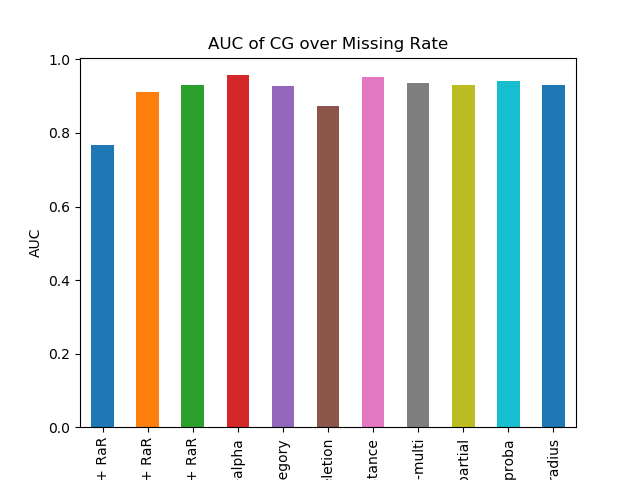 AUC of CG over Missing Rate
1.0
0.8
0.6
0.4
0.2
0.0
AUC
+ RaR
+ RaR
+ RaR
alpha
egory
letion
tance
-multi
partial
proba
radius